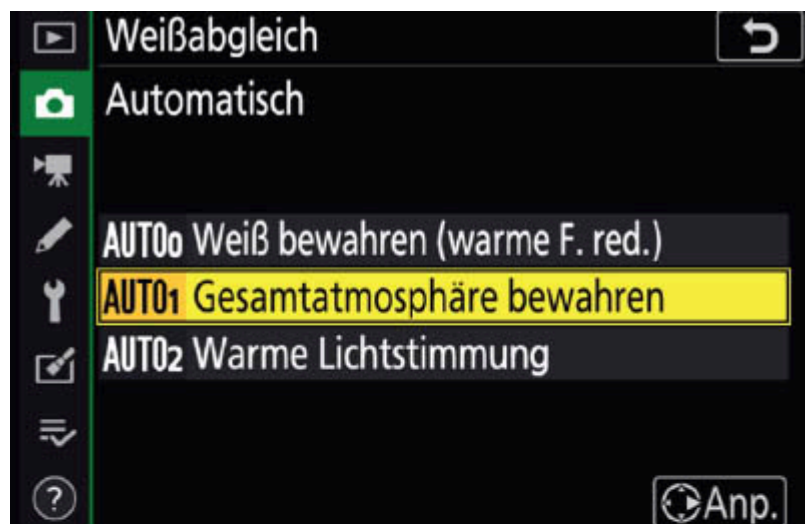 Weißabgleich
Automatisch
AUTO0 Weiß bewahren (warme F. red.)
AUTO1 Gesamtatmosphäre bewahren
AUTO2 Warme Lichtstimmung
?
Anp.